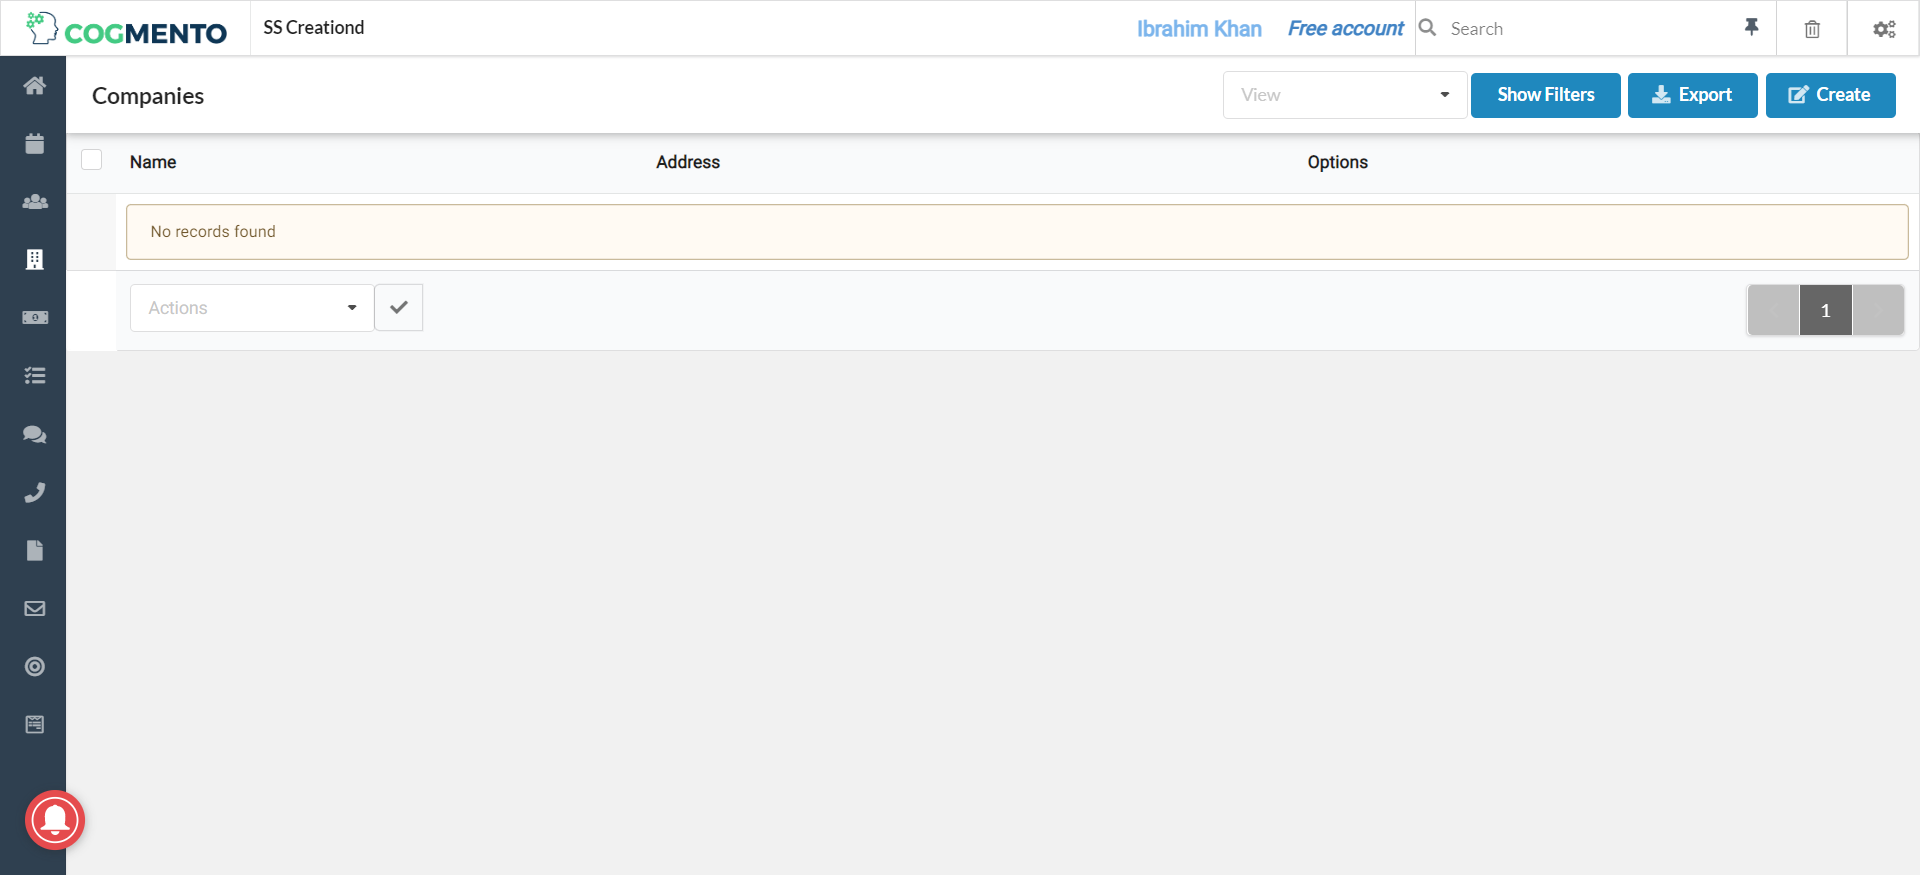 COGMENTO SS Creationd Ibrahim Khan Free account Search
Companies View Show Filters Export Create
Name Address Options
No records found
Actions 1